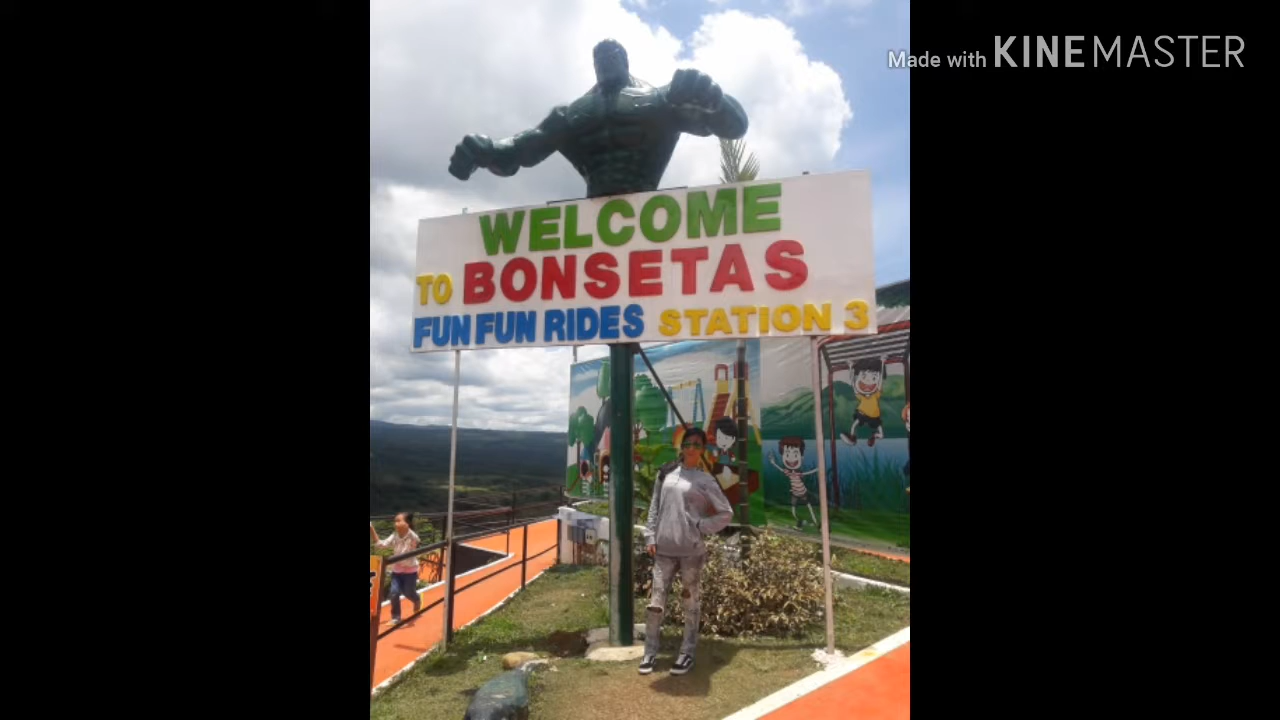 Made with KINEMASTER
WELCOME
TO BONSETAS
FUN FUN RIDES STATION 3